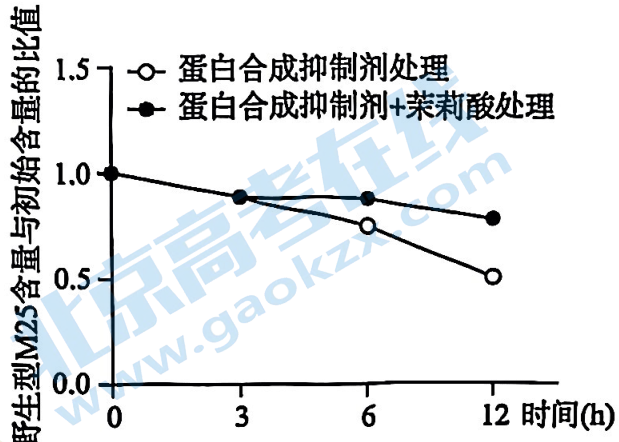 野生型M25含量与初始含量的比值
1.5
1.0
0.5
0.0
蛋白合成抑制剂处理
蛋白合成抑制剂+茉莉酸处理
0 3 6 12 时间(h)
北京高考在线
www.gaokzx.com